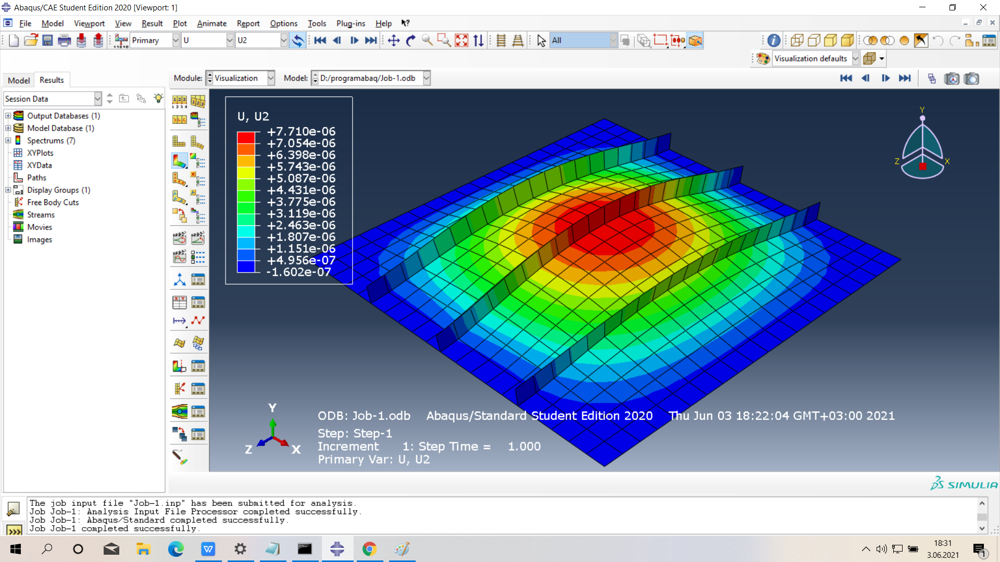 Abaqus/CAE Student Edition 2020 [Viewport: 1]
File Model Viewport View Result Plot Animate Report Options Tools Plug-ins Help
Primary U U2 All
Visualization defaults
Model Results
Module: Visualization Model: D:/programabaq/Job-1.odb
Session Data
Output Databases (1)
Model Database (1)
Spectrums (7)
XYPlots
XYData
Paths
Display Groups (1)
Free Body Cuts
Streams
Movies
Images
U, U2
+7.710e-06
+7.054e-06
+6.398e-06
+5.743e-06
+5.087e-06
+4.431e-06
+3.775e-06
+3.119e-06
+2.463e-06
+1.807e-06
+1.151e-06
+4.956e-07
-1.602e-07
Y
Z X
Y
Z X
ODB: Job-1.odb Abaqus/Standard Student Edition 2020 Thu Jun 03 18:22:04 GMT+03:00 2021
Step: Step-1
Increment 1: Step Time = 1.000
Primary Var: U, U2
SIMULIA
The job input file "Job-1.inp" has been submitted for analysis.
Job Job-1: Analysis Input File Processor completed successfully.
Job Job-1: Abaqus/Standard completed successfully.
Job Job-1 completed successfully.
18:31
3.06.2021
1